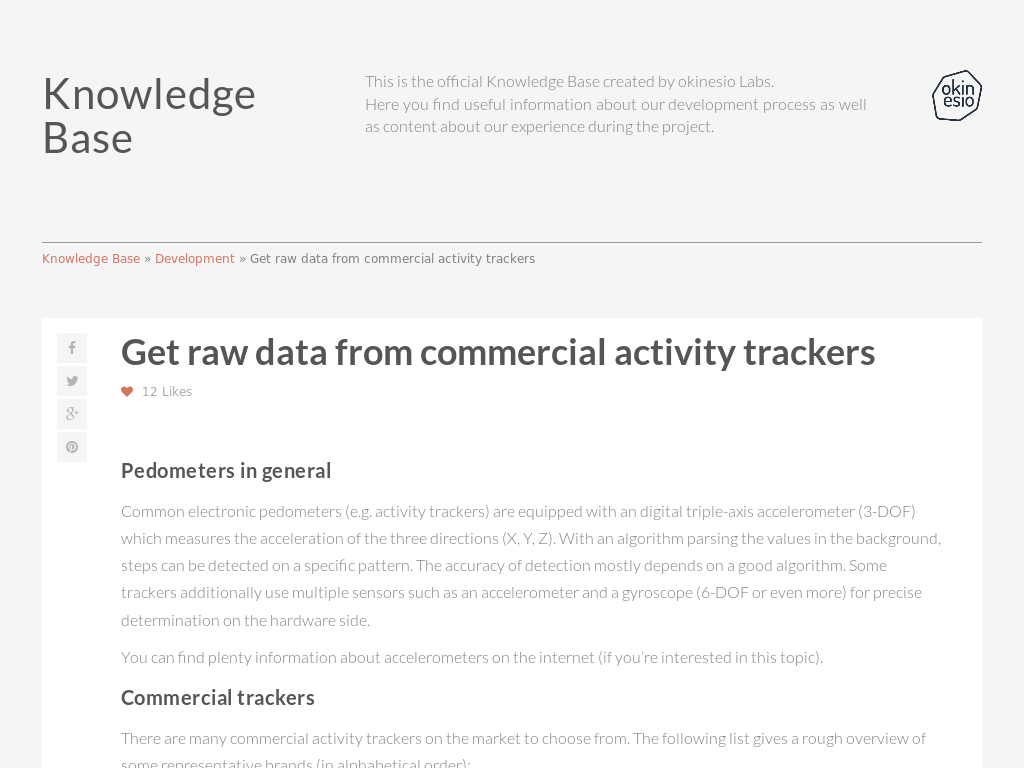 Knowledge
Base
This is the official Knowledge Base created by okinesio Labs.
Here you find useful information about our development process as well
as content about our experience during the project.
okin
esio
Knowledge Base » Development » Get raw data from commercial activity trackers
Get raw data from commercial activity trackers
12 Likes
Pedometers in general
Common electronic pedometers (e.g. activity trackers) are equipped with an digital triple-axis accelerometer (3-DOF)
which measures the acceleration of the three directions (X, Y, Z). With an algorithm parsing the values in the background,
steps can be detected on a specific pattern. The accuracy of detection mostly depends on a good algorithm. Some
trackers additionally use multiple sensors such as an accelerometer and a gyroscope (6-DOF or even more) for precise
determination on the hardware side.
You can find plenty information about accelerometers on the internet (if you're interested in this topic).
Commercial trackers
There are many commercial activity trackers on the market to choose from. The following list gives a rough overview of
some representative brands (in alphabetical order):